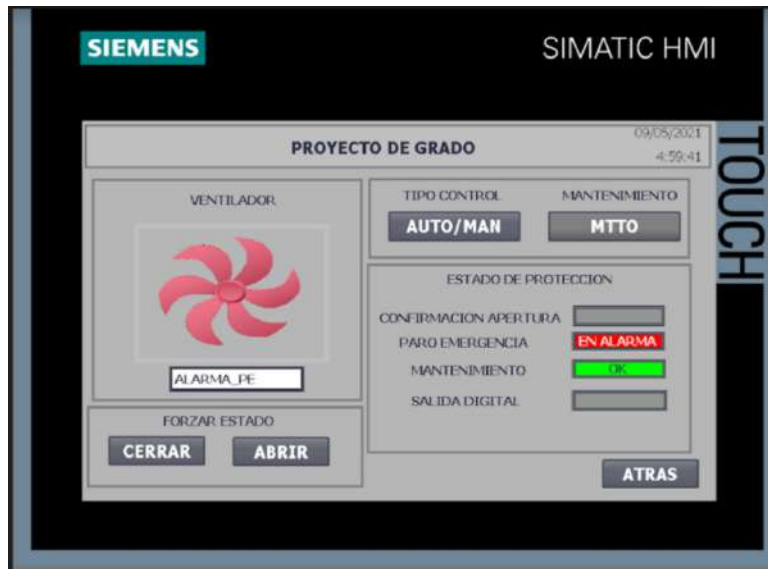 SIEMENS
SIMATIC HMI
TOUCH
PROYECTO DE GRADO
09/05/2021
4:59:41
VENTILADOR
ALARMA_PE
FORZAR ESTADO
CERRAR
ABRIR
TIPO CONTROL
MANTENIMIENTO
AUTO/MAN
MTTO
ESTADO DE PROTECCION
CONFIRMACION APERTURA
PARO EMERGENCIA
EN ALARMA
MANTENIMIENTO
OK
SALIDA DIGITAL
ATRAS